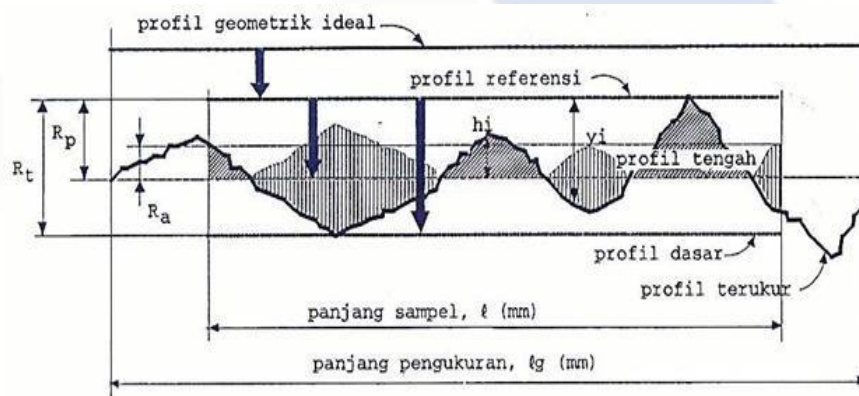 profil geometrik ideal
profil referensi
Rp
hi
yi
profil tengah
Rt
Ra
profil dasar
profil terukur
panjang sampel, ℓ (mm)
panjang pengukuran, ℓg (mm)